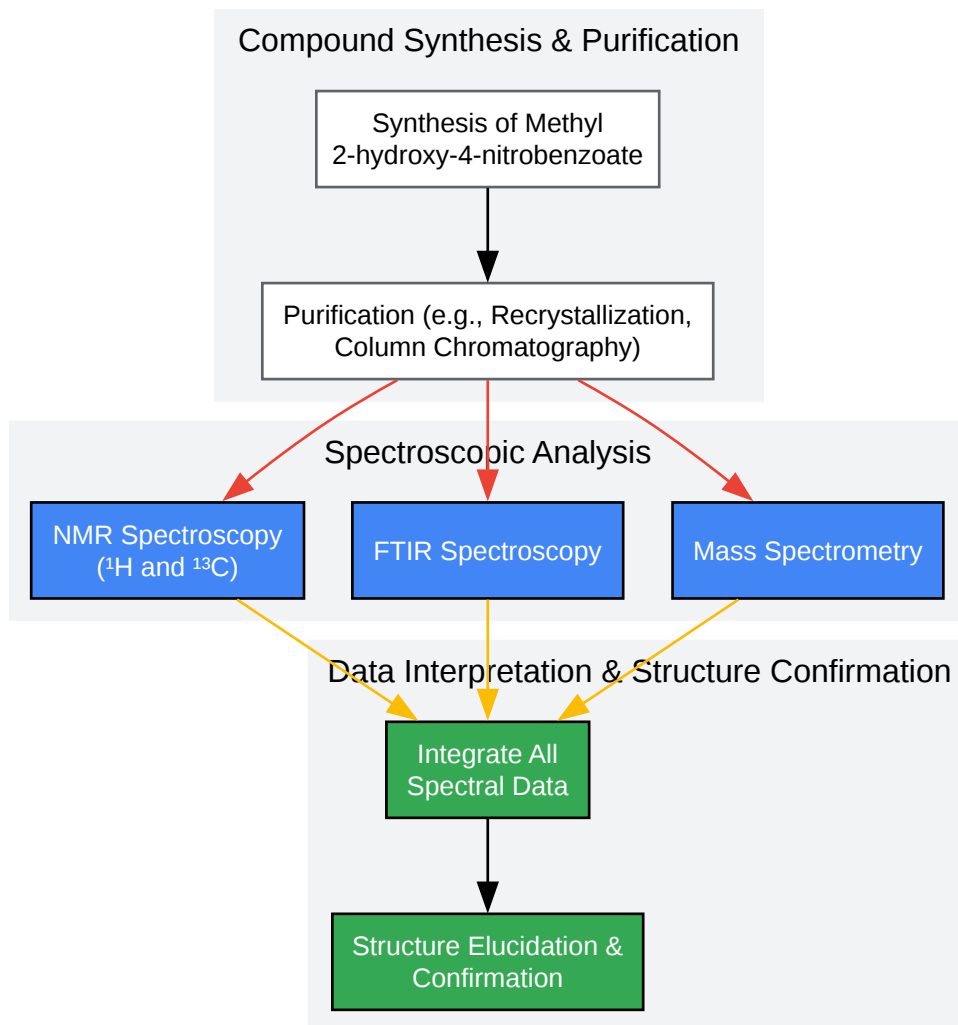 Compound Synthesis & Purification
Synthesis of Methyl
2-hydroxy-4-nitrobenzoate
Purification (e.g., Recrystallization,
Column Chromatography)
Spectroscopic Analysis
NMR Spectroscopy
(¹H and ¹³C)
FTIR Spectroscopy
Mass Spectrometry
Data Interpretation & Structure Confirmation
Integrate All
Spectral Data
Structure Elucidation &
Confirmation